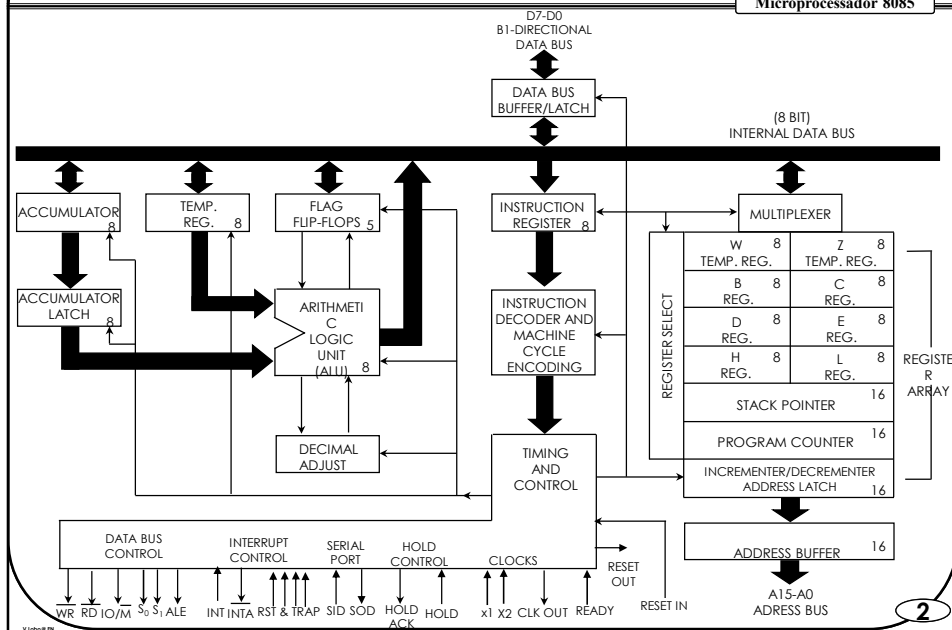 Microprocessador 8085
D7-D0
B1-DIRECTIONAL
DATA BUS
DATA BUS
BUFFER/LATCH
(8 BIT)
INTERNAL DATA BUS
ACCUMULATOR
8
TEMP.
REG.
8
FLAG
FLIP-FLOPS
5
INSTRUCTION
REGISTER
8
MULTIPLEXER
ACCUMULATOR
LATCH
8
ARITHMETI
C
LOGIC
UNIT
(ALU)
8
INSTRUCTION
DECODER AND
MACHINE
CYCLE
ENCODING
REGISTER SELECT
W 8
TEMP. REG.
Z 8
TEMP. REG.
B 8
REG.
C 8
REG.
D 8
REG.
E 8
REG.
H 8
REG.
L 8
REG.
STACK POINTER 16
PROGRAM COUNTER 16
INCREMENTER/DECREMENTER
ADDRESS LATCH 16
REGISTE
R
ARRAY
DECIMAL
ADJUST
TIMING
AND
CONTROL
ADDRESS BUFFER 16
A15-A0
ADRESS BUS
DATA BUS
CONTROL
INTERRUPT
CONTROL
SERIAL
PORT
HOLD
CONTROL
CLOCKS
RESET
OUT
RESET IN
W̅R̅ R̅D̅ IO/M̅ S0 S1 ALE
INT I̅N̅T̅A̅ RST & TRAP
SID SOD
HOLD
ACK
HOLD
x1 X2 CLK OUT READY
2